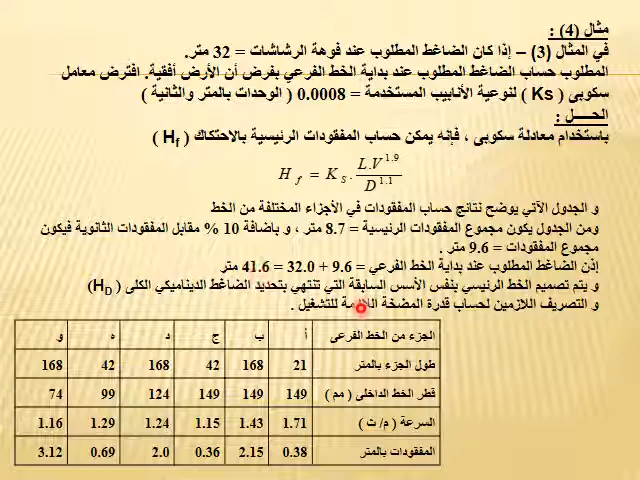 مثال (4) :
في المثال (3) – إذا كان الضاغط المطلوب عند فوهة الرشاشات = 32 متر.
المطلوب حساب الضاغط المطلوب عند بداية الخط الفرعي بفرض أن الأرض أفقية. افترض معامل
سكوبى ( Ks ) لنوعية الأنابيب المستخدمة = 0.0008 ( الوحدات بالمتر والثانية )
الحـــل :
باستخدام معادلة سكوبى ، فإنه يمكن حساب المفقودات الرئيسية بالاحتكاك ( Hf )
H f = K s . L.V^1.9 / D^1.1
و الجدول الآتي يوضح نتائج حساب المفقودات في الأجزاء المختلفة من الخط
ومن الجدول يكون مجموع المفقودات الرئيسية = 8.7 متر ، و بإضافة 10 % مقابل المفقودات الثانوية فيكون
مجموع المفقودات = 9.6 متر .
إذن الضاغط المطلوب عند بداية الخط الفرعي = 9.6 + 32.0 = 41.6 متر
و يتم تصميم الخط الرئيسي بنفس الأسس السابقة التي تنتهي بتحديد الضاغط الديناميكي الكلى ( HD)
و التصريف اللازمين لحساب قدرة المضخة اللازمة للتشغيل .
الجزء من الخط الفرعى أ ب ج د ه و
طول الجزء بالمتر 21 168 42 168 42 168
قطر الخط الداخلى ( مم ) 149 149 149 124 99 74
السرعة ( م/ ث ) 1.71 1.43 1.15 1.24 1.29 1.16
المفقودات بالمتر 0.38 2.15 0.36 2.0 0.69 3.12